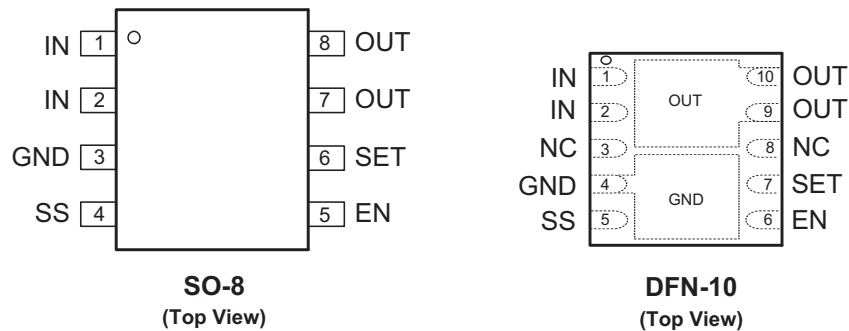 IN 1 8 OUT
IN 2 7 OUT
GND 3 6 SET
SS 4 5 EN
SO-8
(Top View)
IN 1 10 OUT
IN 2 OUT 9 OUT
NC 3 8 NC
GND 4 GND 7 SET
SS 5 6 EN
DFN-10
(Top View)